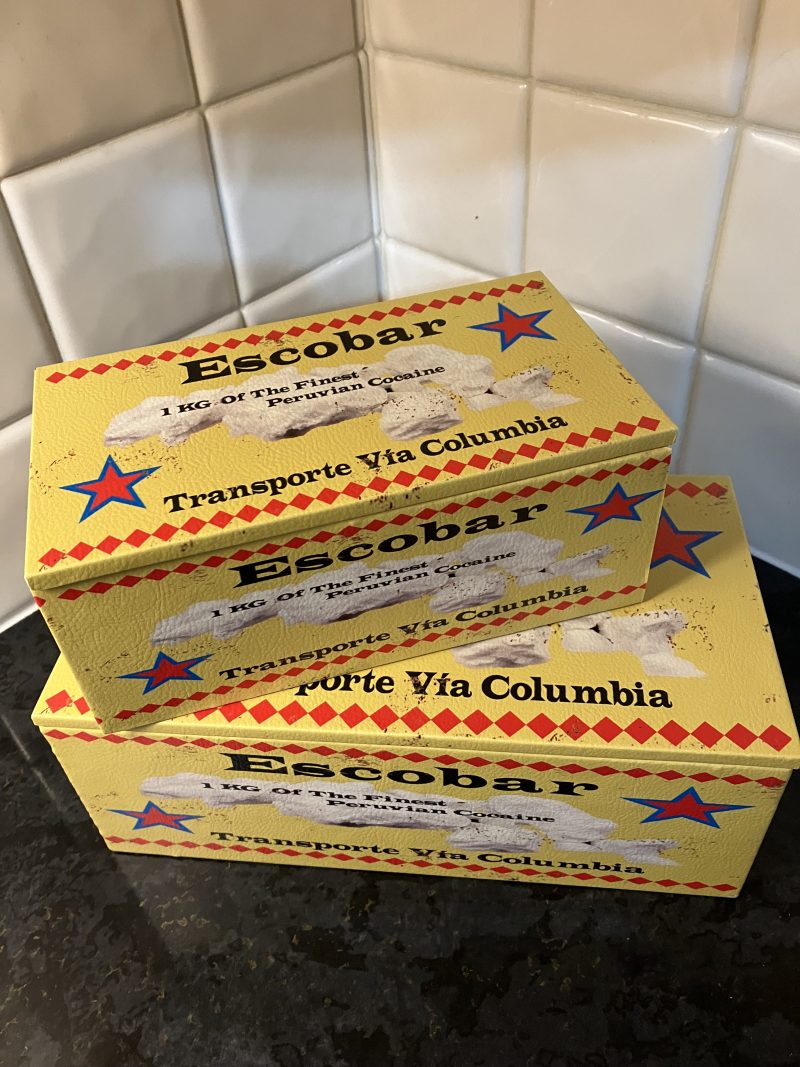 Escobar
1 KG Of The Finest -
Peruvian Cocaine
Transporte Vía Columbia
Escobar
1 KG Of The Finest -
Peruvian Cocaine
Transporte Vía Columbia
porte Vía Columbia
Escobar
1 KG Of The Finest -
Peruvian Cocaine
Transporte Vía Columbia